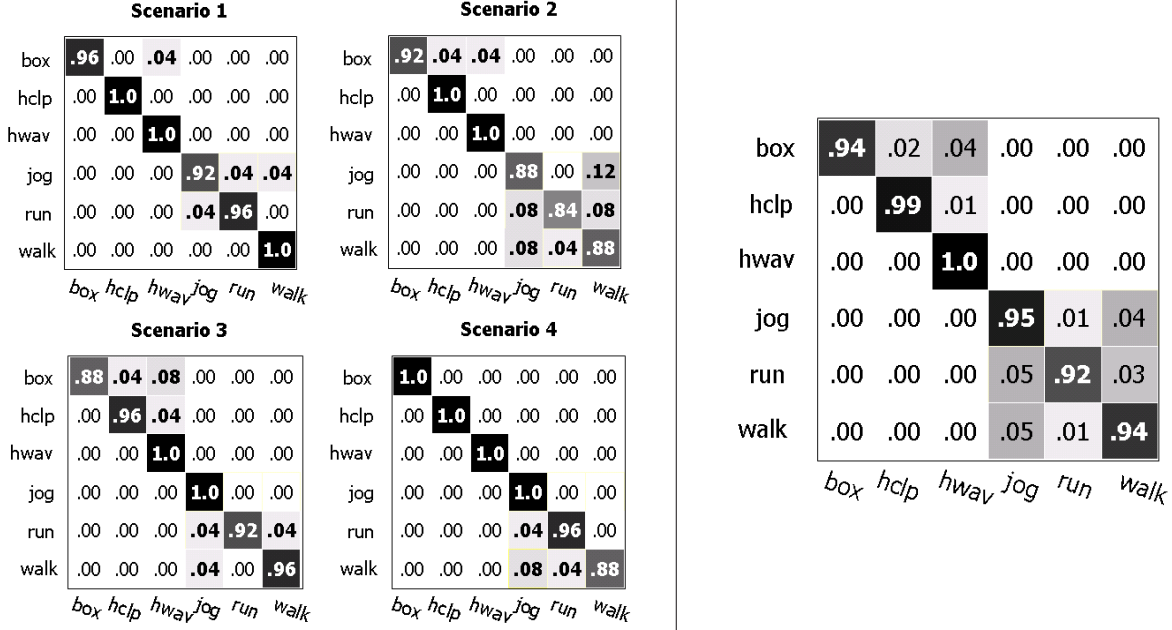 Scenario 1
box .96 .00 .04 .00 .00 .00
hclp .00 1.0 .00 .00 .00 .00
hwav .00 .00 1.0 .00 .00 .00
jog .00 .00 .00 .92 .04 .04
run .00 .00 .00 .04 .96 .00
walk .00 .00 .00 .00 .00 1.0
box hclp hwav jog run walk
Scenario 2
box .92 .04 .04 .00 .00 .00
hclp .00 1.0 .00 .00 .00 .00
hwav .00 .00 1.0 .00 .00 .00
jog .00 .00 .00 .88 .00 .12
run .00 .00 .00 .08 .84 .08
walk .00 .00 .00 .08 .04 .88
box hclp hwav jog run walk
Scenario 3
box .88 .04 .08 .00 .00 .00
hclp .00 .96 .04 .00 .00 .00
hwav .00 .00 1.0 .00 .00 .00
jog .00 .00 .00 1.0 .00 .00
run .00 .00 .00 .04 .92 .04
walk .00 .00 .00 .04 .00 .96
box hclp hwav jog run walk
Scenario 4
box 1.0 .00 .00 .00 .00 .00
hclp .00 1.0 .00 .00 .00 .00
hwav .00 .00 1.0 .00 .00 .00
jog .00 .00 .00 1.0 .00 .00
run .00 .00 .00 .04 .96 .00
walk .00 .00 .00 .08 .04 .88
box hclp hwav jog run walk
box .94 .02 .04 .00 .00 .00
hclp .00 .99 .01 .00 .00 .00
hwav .00 .00 1.0 .00 .00 .00
jog .00 .00 .00 .95 .01 .04
run .00 .00 .00 .05 .92 .03
walk .00 .00 .00 .05 .01 .94
box hclp hwav jog run walk